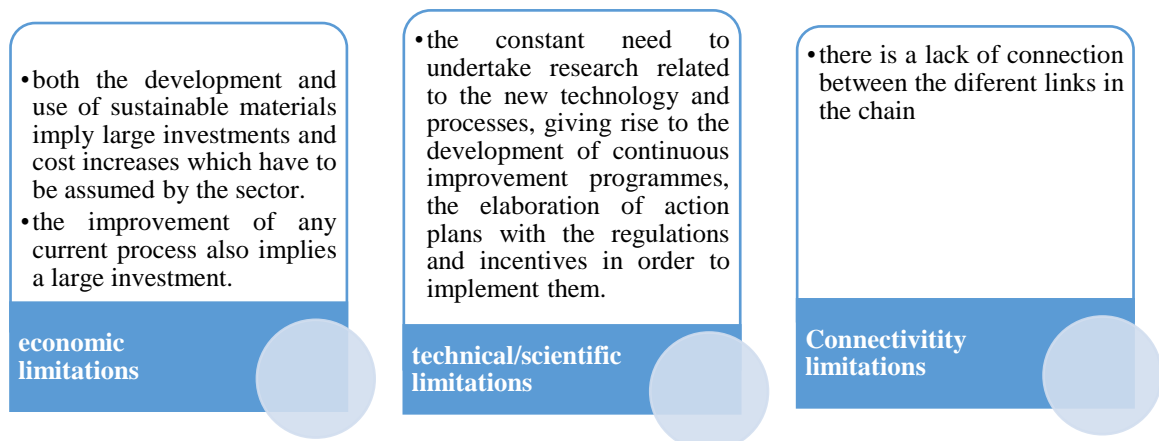 •both the development and
use of sustainable materials
imply large investments and
cost increases which have to
be assumed by the sector.
•the improvement of any
current process also implies
a large investment.
economic
limitations
•the constant need to
undertake research related
to the new technology and
processes, giving rise to the
development of continuous
improvement programmes,
the elaboration of action
plans with the regulations
and incentives in order to
implement them.
technical/scientific
limitations
•there is a lack of connection
between the diferent links in
the chain
Connectivitity
limitations